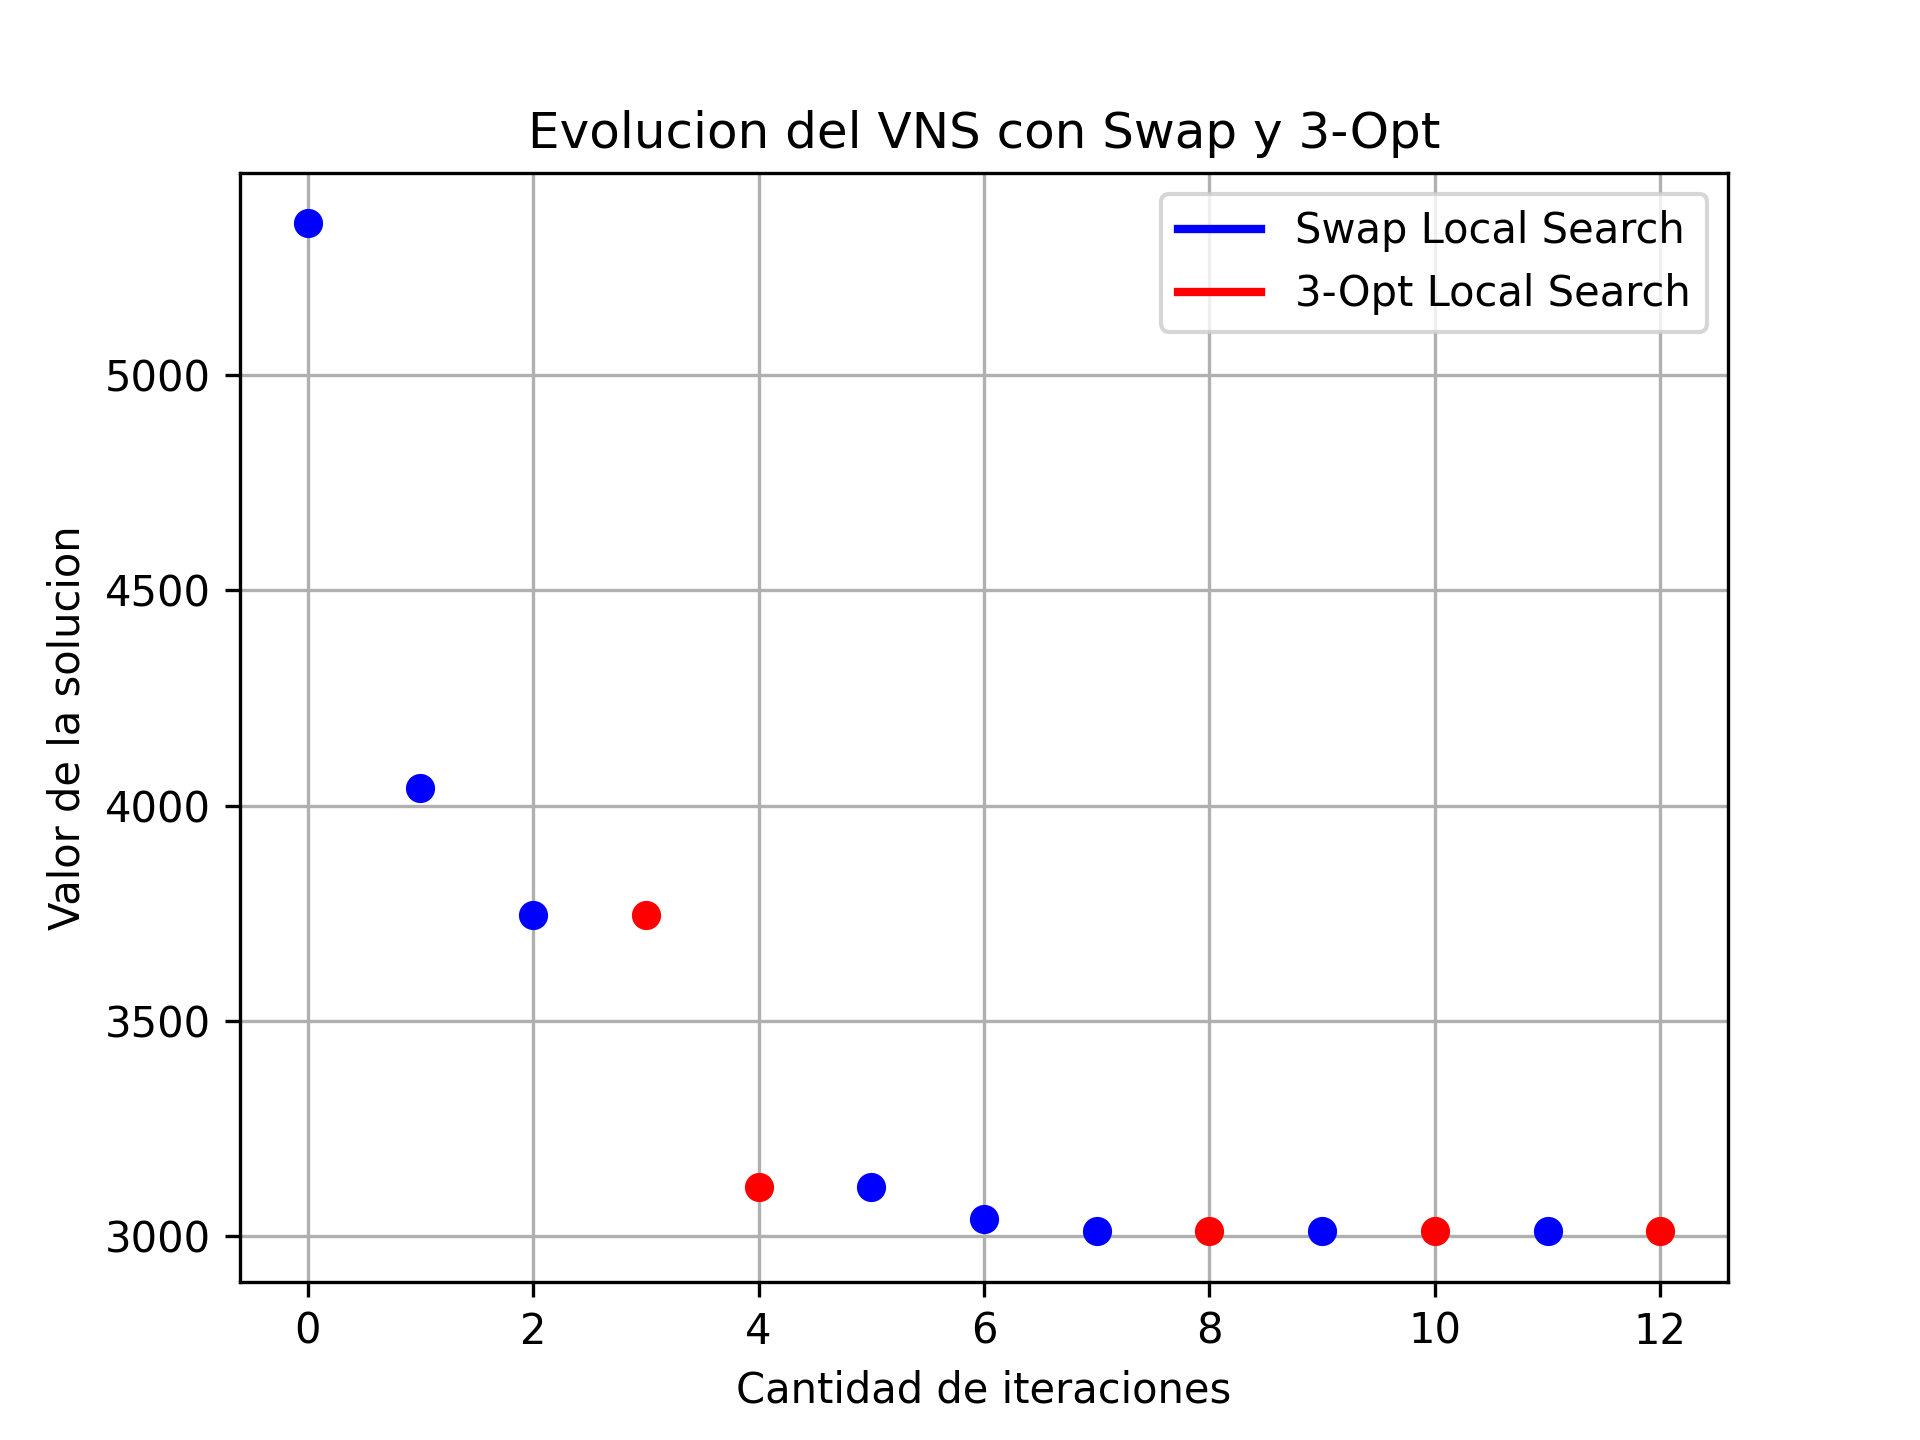 Evolucion del VNS con Swap y 3-Opt
Swap Local Search
3-Opt Local Search
Valor de la solucion
5000
4500
4000
3500
3000
0 2 4 6 8 10 12
Cantidad de iteraciones